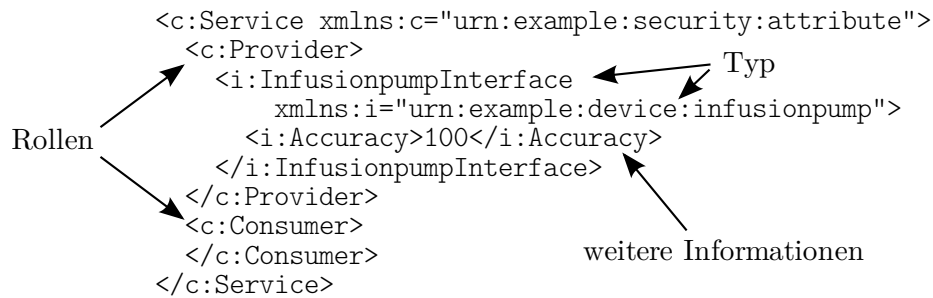 <c:Service xmlns:c="urn:example:security:attribute">
<c:Provider>
<i:InfusionpumpInterface
Typ
xmlns:i="urn:example:device:infusionpump">
Rollen
<i:Accuracy>100</i:Accuracy>
</i:InfusionpumpInterface>
</c:Provider>
<c:Consumer>
</c:Consumer>
weitere Informationen
</c:Service>